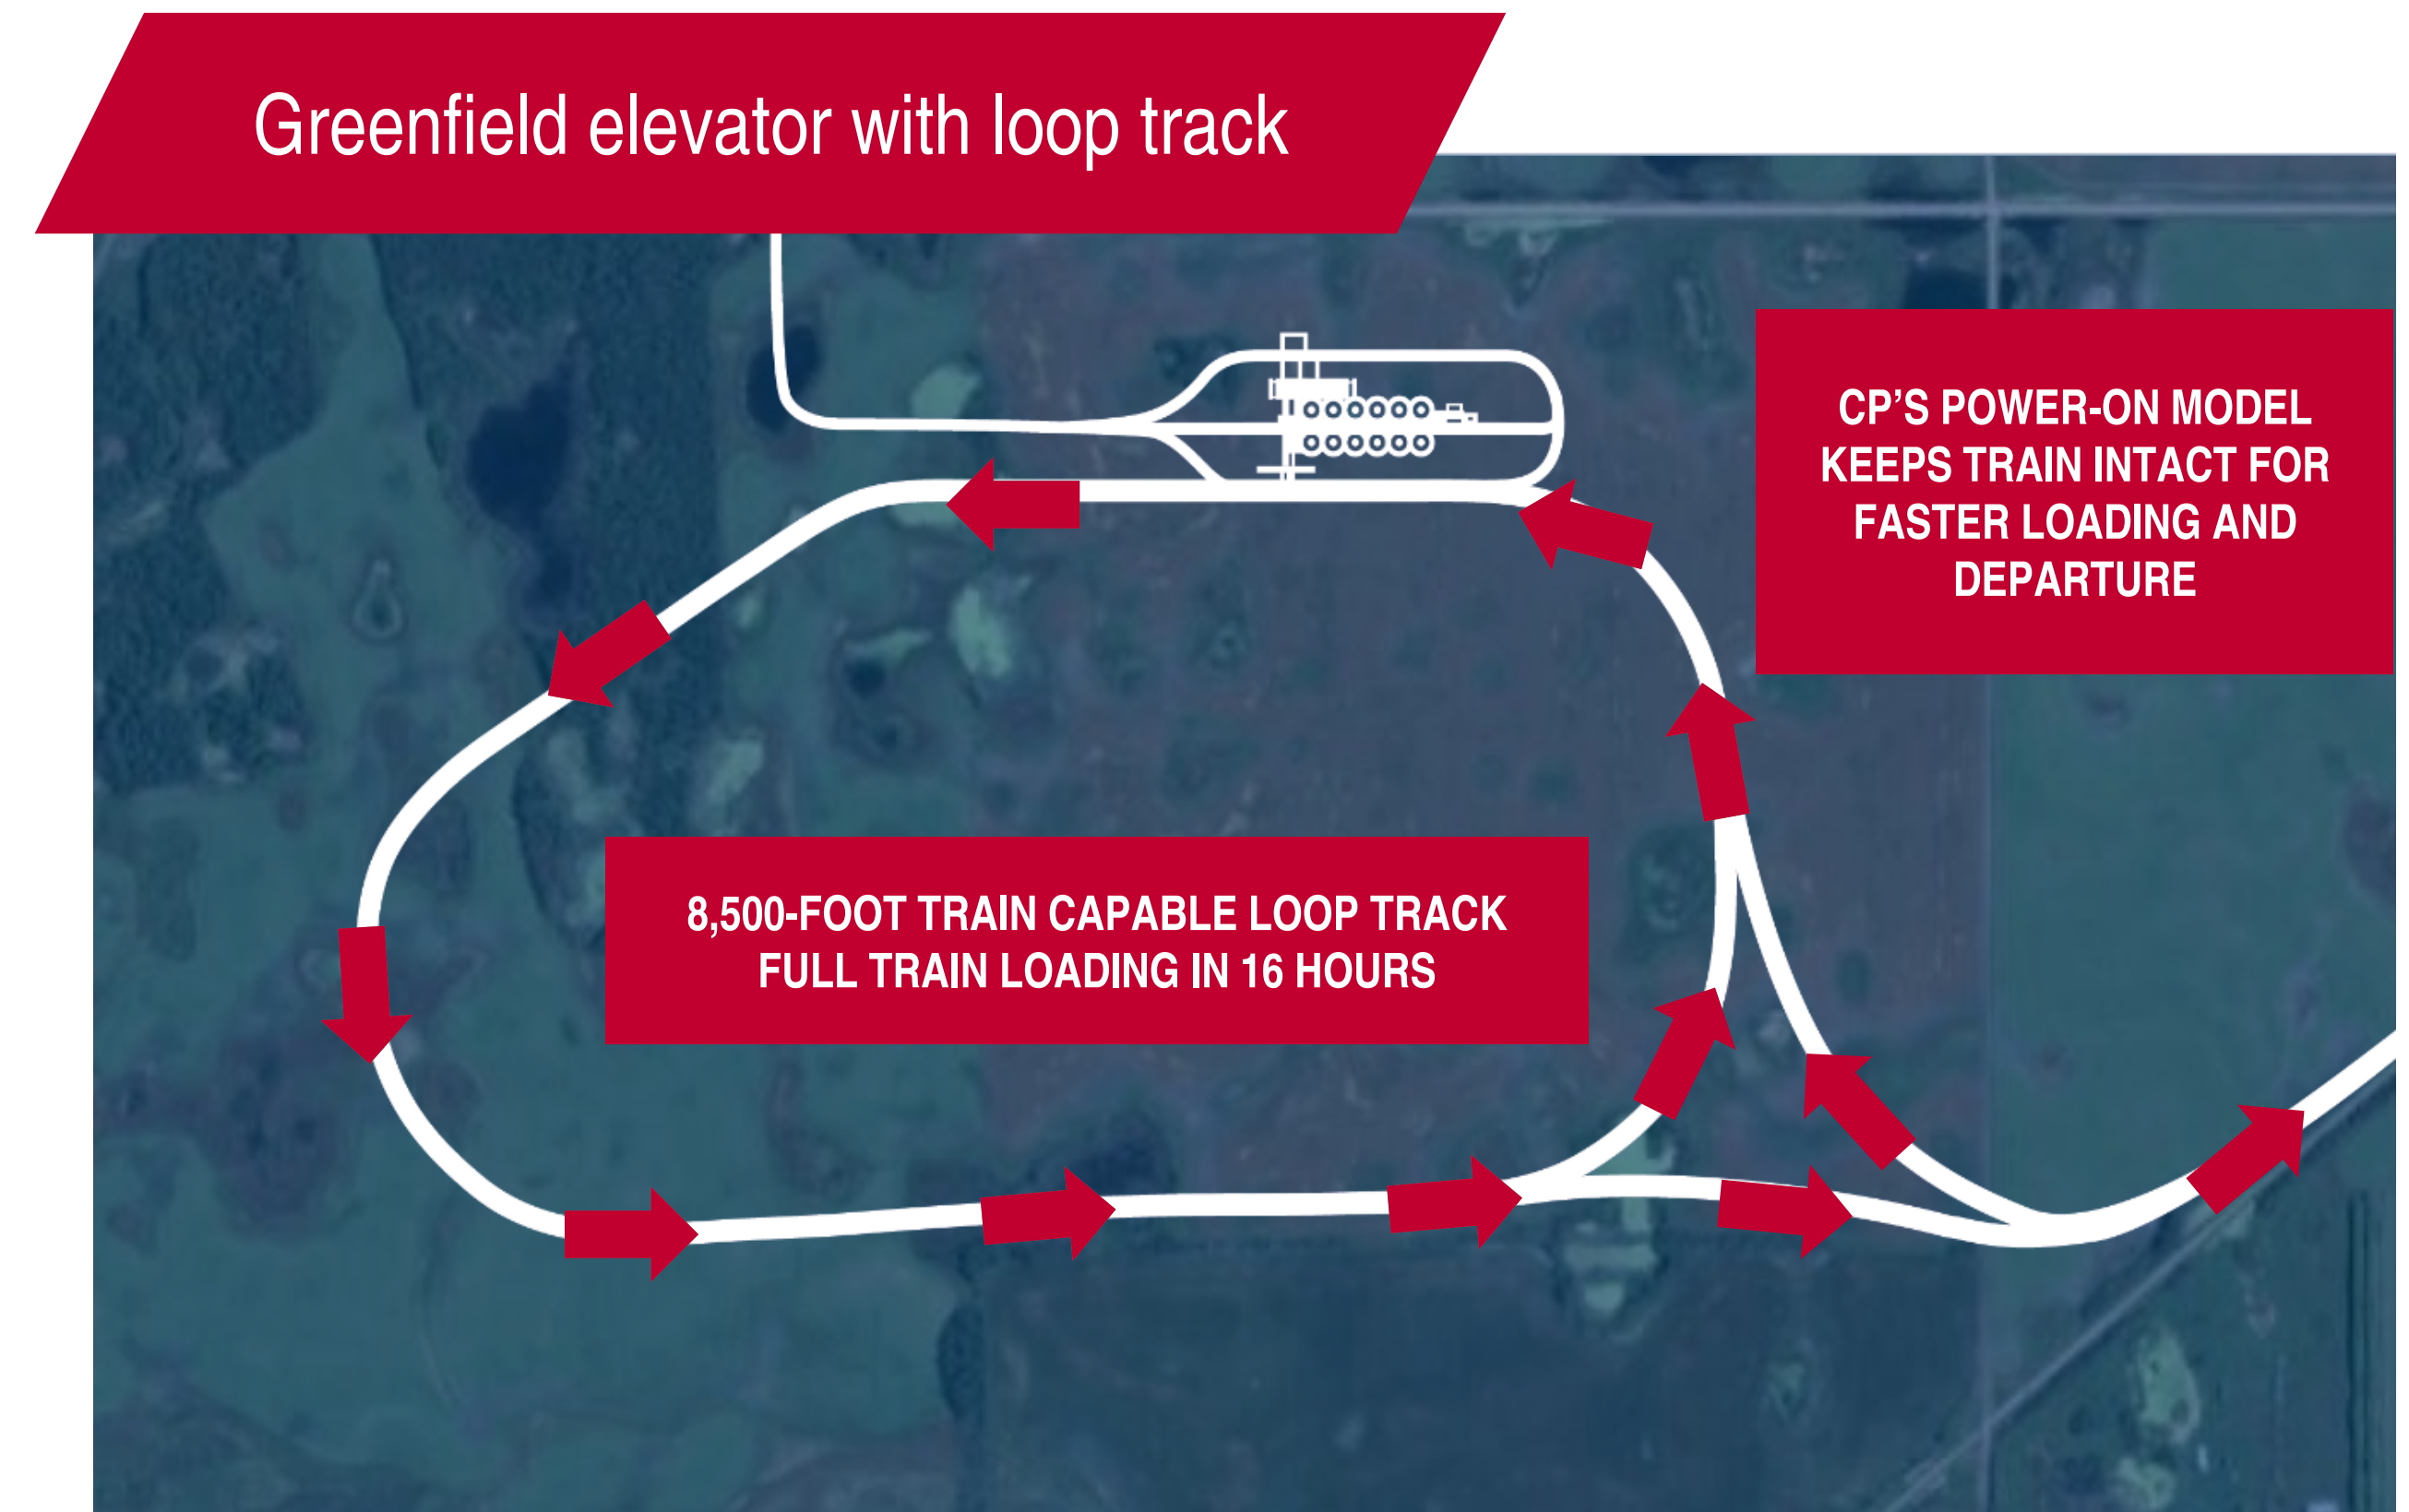 Greenfield elevator with loop track
CP’S POWER-ON MODEL
KEEPS TRAIN INTACT FOR
FASTER LOADING AND
DEPARTURE
8,500-FOOT TRAIN CAPABLE LOOP TRACK
FULL TRAIN LOADING IN 16 HOURS